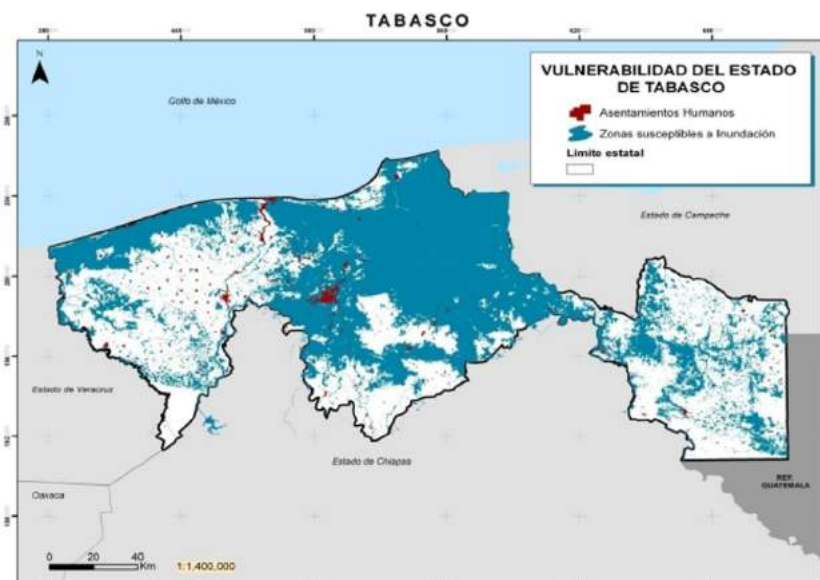 TABASCO
N
Golfo de México
VULNERABILIDAD DEL ESTADO
DE TABASCO
Asentamientos Humanos
Zonas susceptibles a Inundación
Límite estatal
Estado de Campeche
Estado de Veracruz
Estado de Chiapas
Oaxaca
REP.
GUATEMALA
0 20 40
Km
1:1,400,000